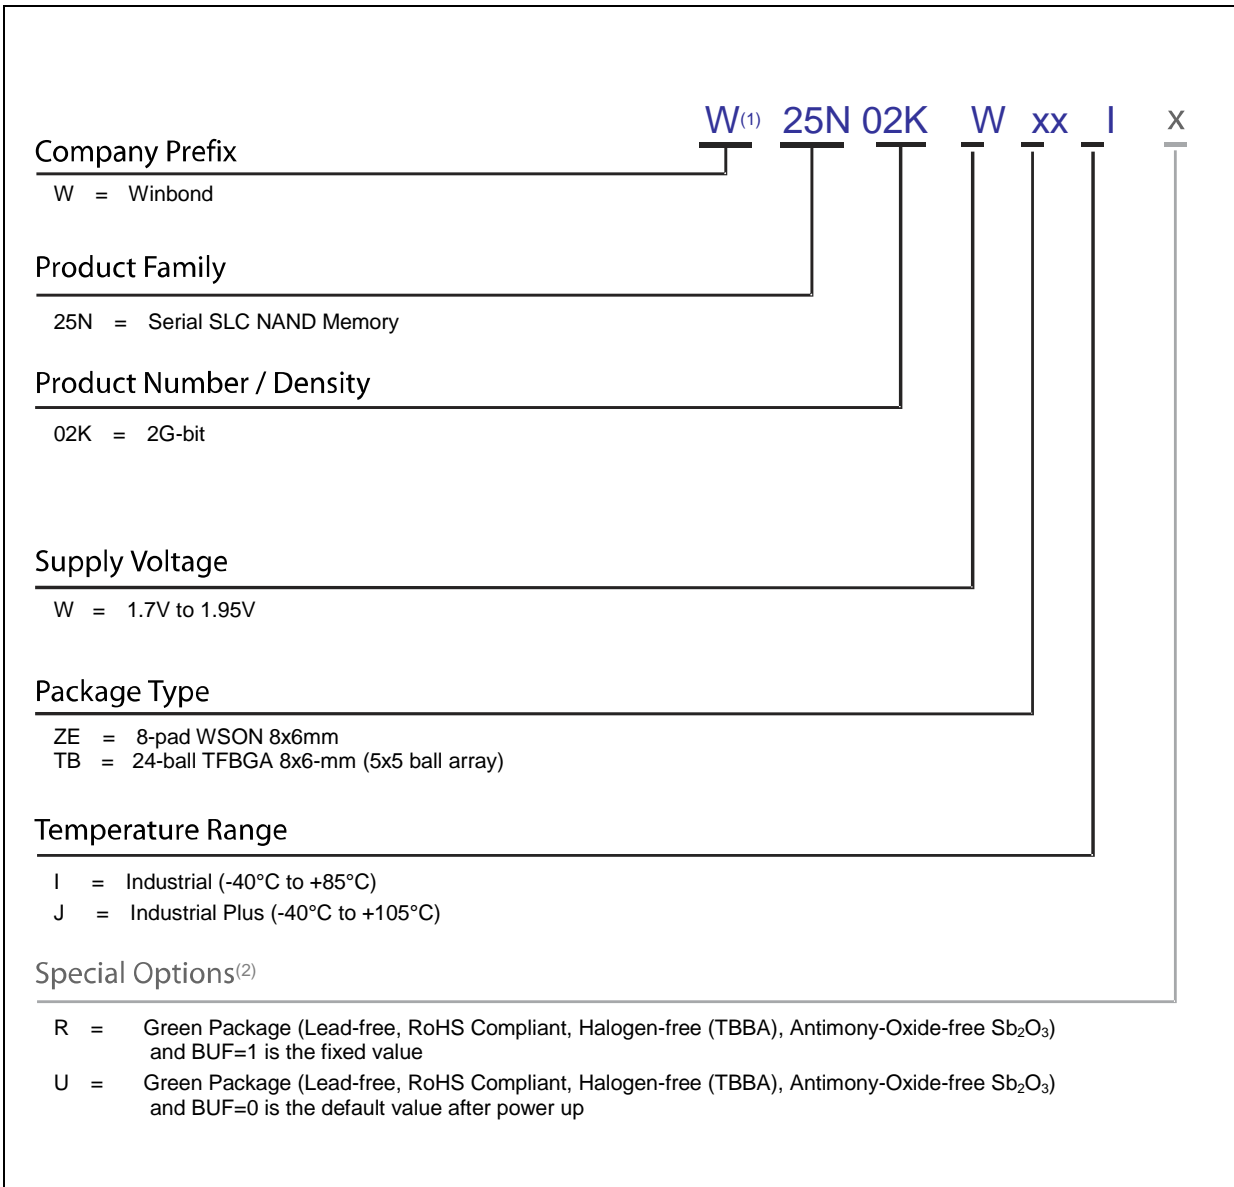 W(1) 25N 02K W xx I x
Company Prefix
W = Winbond
Product Family
25N = Serial SLC NAND Memory
Product Number / Density
02K = 2G-bit
Supply Voltage
W = 1.7V to 1.95V
Package Type
ZE = 8-pad WSON 8x6mm
TB = 24-ball TFBGA 8x6-mm (5x5 ball array)
Temperature Range
I = Industrial (-40°C to +85°C)
J = Industrial Plus (-40°C to +105°C)
Special Options(2)
R = Green Package (Lead-free, RoHS Compliant, Halogen-free (TBBA), Antimony-Oxide-free Sb₂O₃)
and BUF=1 is the fixed value
U = Green Package (Lead-free, RoHS Compliant, Halogen-free (TBBA), Antimony-Oxide-free Sb₂O₃)
and BUF=0 is the default value after power up